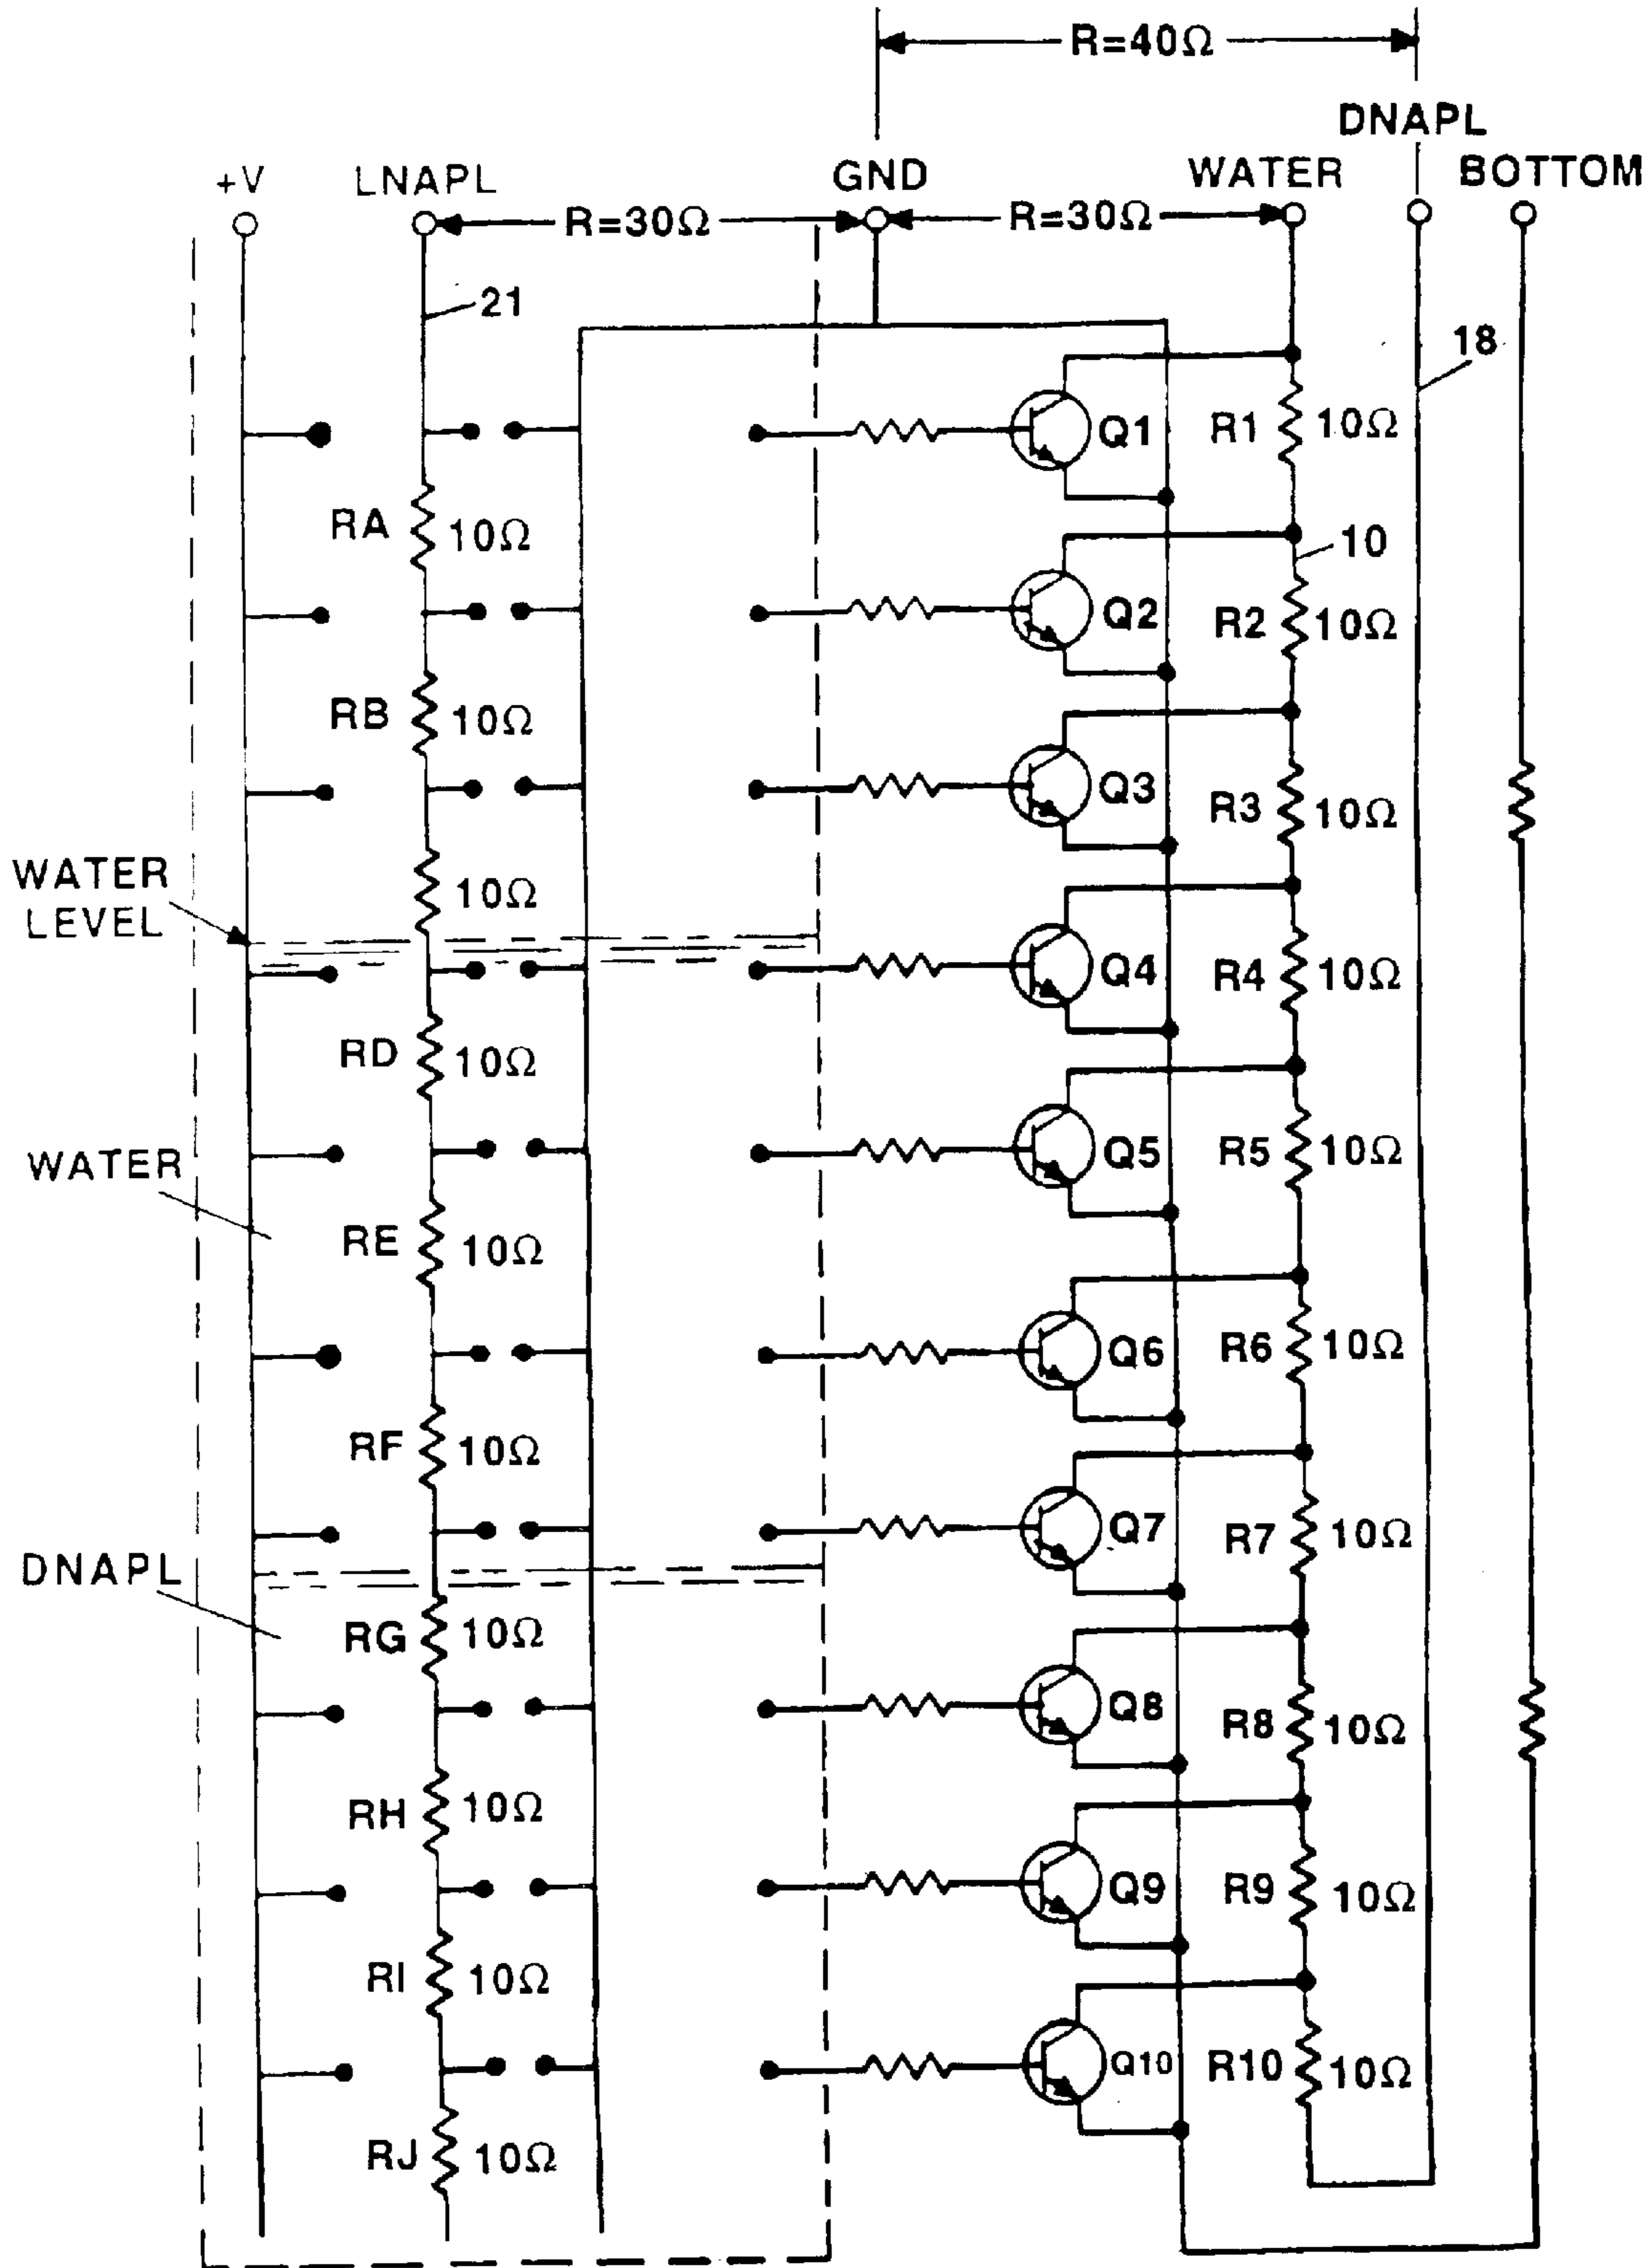 R=40Ω
DNAPL
+V LNAPL GND WATER BOTTOM
R=30Ω R=30Ω
21
18
Q1 R1 10Ω
RA 10Ω
10
Q2 R2 10Ω
RB 10Ω
Q3 R3 10Ω
WATER LEVEL
10Ω
Q4 R4 10Ω
RD 10Ω
Q5 R5 10Ω
WATER
RE 10Ω
Q6 R6 10Ω
RF 10Ω
Q7 R7 10Ω
DNAPL
RG 10Ω
Q8 R8 10Ω
RH 10Ω
Q9 R9 10Ω
RI 10Ω
Q10 R10 10Ω
RJ 10Ω